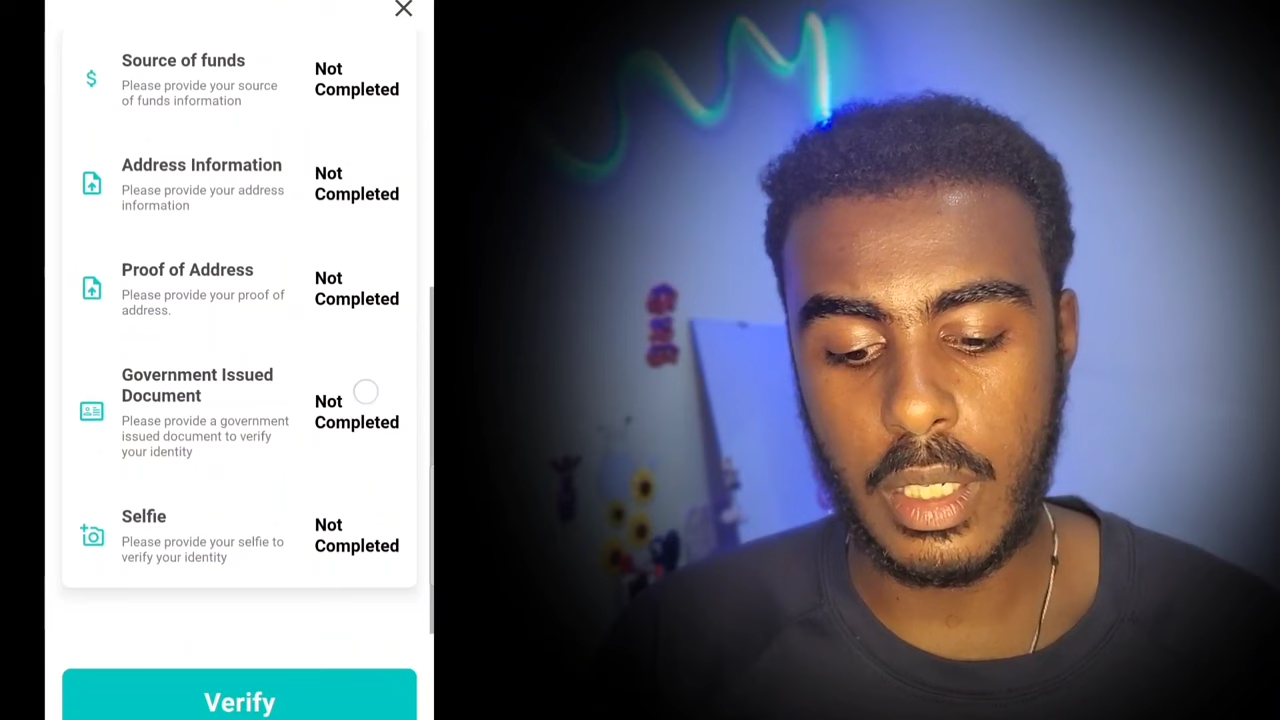 Source of funds
Please provide your source
of funds information
Not
Completed
Address Information
Please provide your address
information
Not
Completed
Proof of Address
Please provide your proof of
address.
Not
Completed
Government Issued
Document
Please provide a government
issued document to verify
your identity
Not
Completed
Selfie
Please provide your selfie to
verify your identity
Not
Completed
Verify